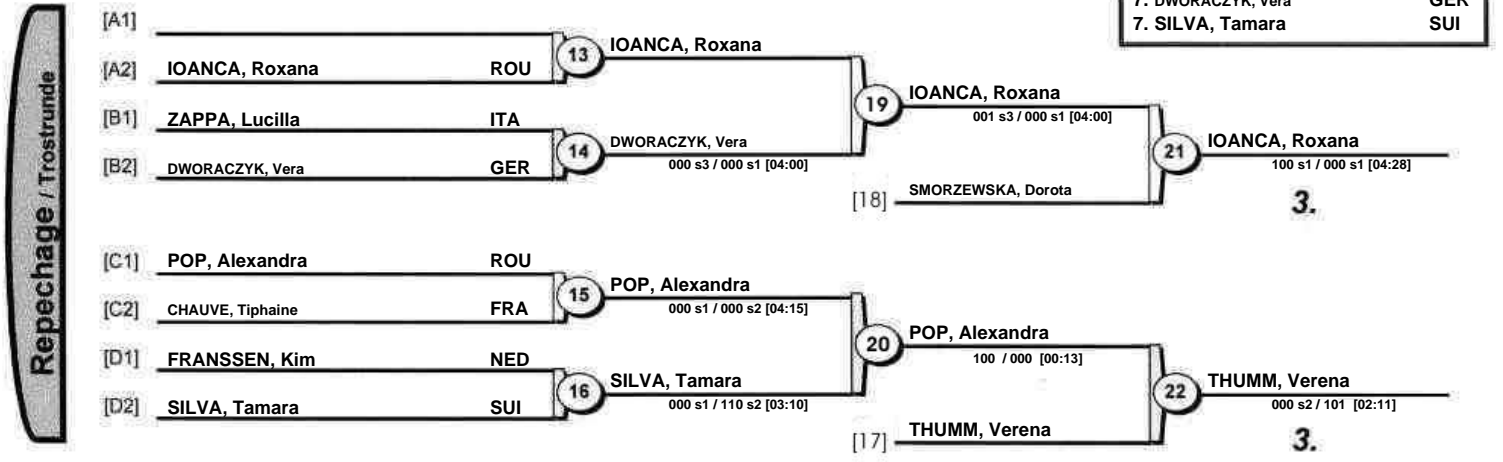 7. DWORACZYK, Vera GER
7. SILVA, Tamara SUI
Repechage / Trostrunde
[A1]
[A2] IOANCA, Roxana ROU
13
IOANCA, Roxana
[B1] ZAPPA, Lucilla ITA
[B2] DWORACZYK, Vera GER
14
DWORACZYK, Vera
000 s3 / 000 s1 [04:00]
19
IOANCA, Roxana
001 s3 / 000 s1 [04:00]
[18] SMORZEWSKA, Dorota
21
IOANCA, Roxana
100 s1 / 000 s1 [04:28]
3.
[C1] POP, Alexandra ROU
[C2] CHAUVE, Tiphaine FRA
15
POP, Alexandra
000 s1 / 000 s2 [04:15]
[D1] FRANSSEN, Kim NED
[D2] SILVA, Tamara SUI
16
SILVA, Tamara
000 s1 / 110 s2 [03:10]
20
POP, Alexandra
100 / 000 [00:13]
[17] THUMM, Verena
22
THUMM, Verena
000 s2 / 101 [02:11]
3.